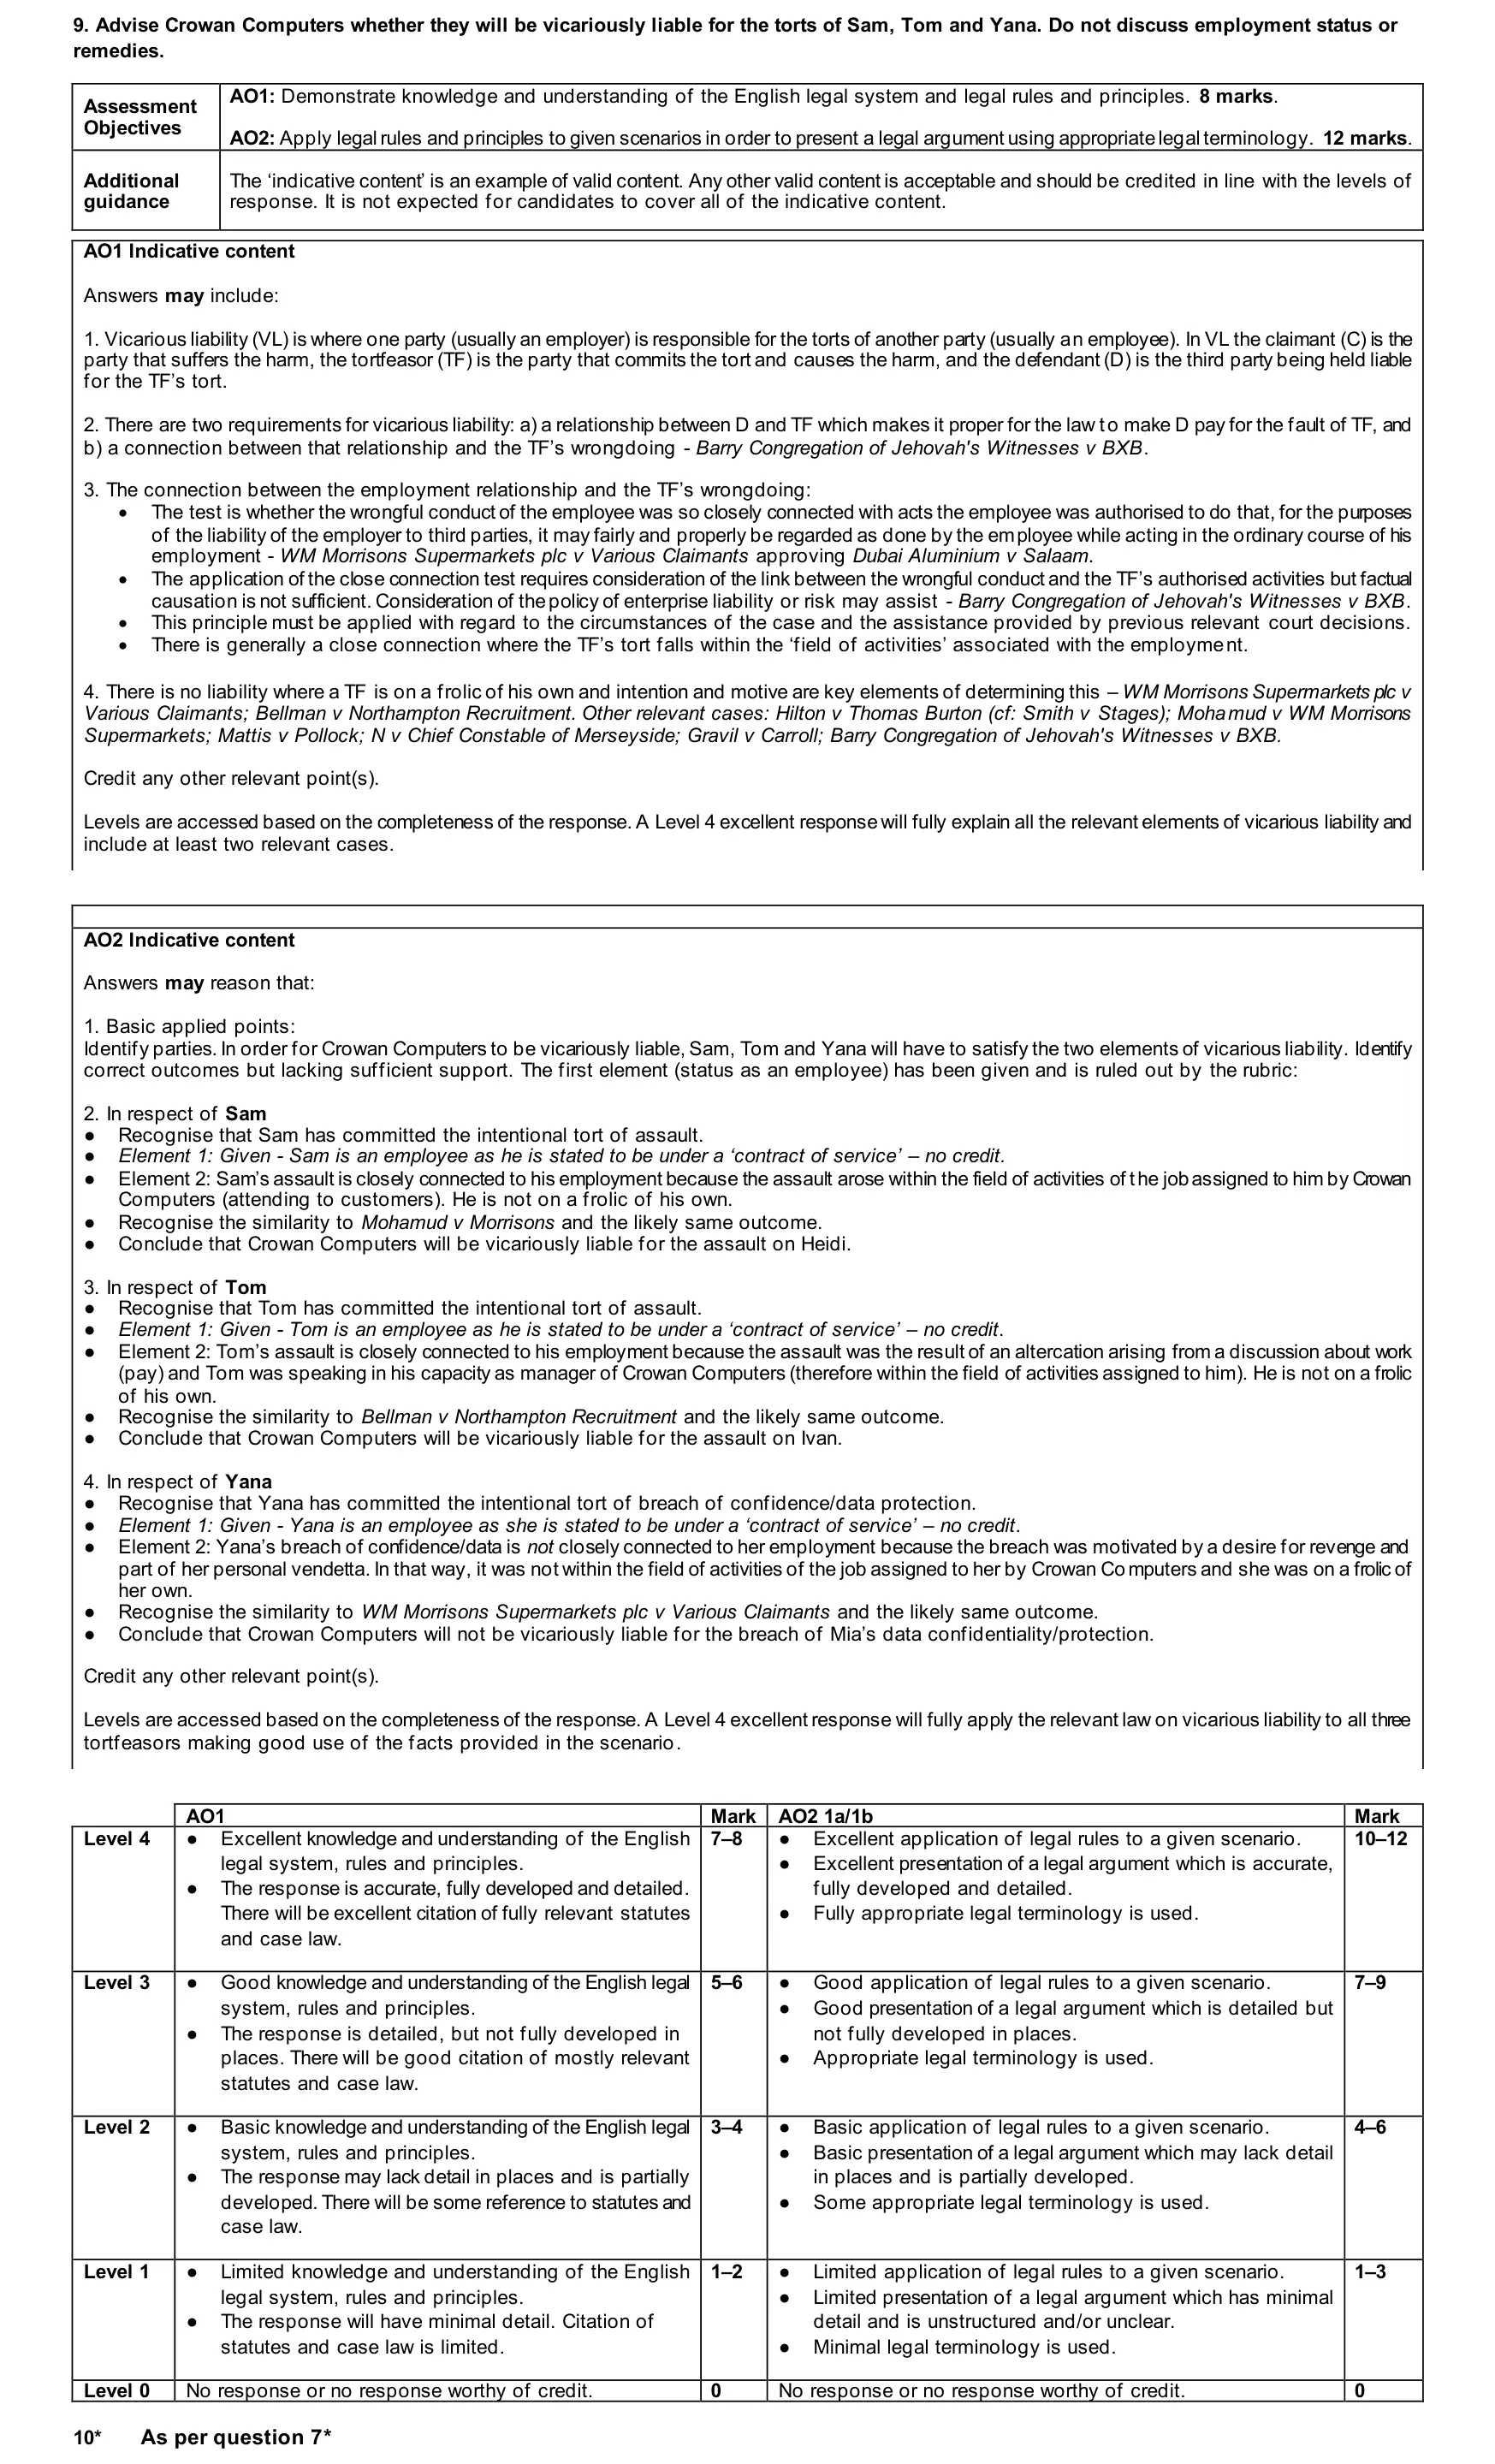 9. Advise Crowan Computers whether they will be vicariously liable for the torts of Sam, Tom and Yana. Do not discuss employment status or
remedies.
Assessment
Objectives
AO1: Demonstrate knowledge and understanding of the English legal system and legal rules and principles. 8 marks.
AO2: Apply legal rules and principles to given scenarios in order to present a legal argument using appropriate legal terminology. 12 marks.
Additional
guidance
The ‘indicative content’ is an example of valid content. Any other valid content is acceptable and should be credited in line with the levels of
response. It is not expected for candidates to cover all of the indicative content.
AO1 Indicative content
Answers may include:
1. Vicarious liability (VL) is where one party (usually an employer) is responsible for the torts of another party (usually an employee). In VL the claimant (C) is the
party that suffers the harm, the tortfeasor (TF) is the party that commits the tort and causes the harm, and the defendant (D) is the third party being held liable
for the TF’s tort.
2. There are two requirements for vicarious liability: a) a relationship between D and TF which makes it proper for the law to make D pay for the fault of TF, and
b) a connection between that relationship and the TF’s wrongdoing - Barry Congregation of Jehovah's Witnesses v BXB.
3. The connection between the employment relationship and the TF’s wrongdoing:
• The test is whether the wrongful conduct of the employee was so closely connected with acts the employee was authorised to do that, for the purposes
of the liability of the employer to third parties, it may fairly and properly be regarded as done by the employee while acting in the ordinary course of his
employment - WM Morrisons Supermarkets plc v Various Claimants approving Dubai Aluminium v Salaam.
• The application of the close connection test requires consideration of the link between the wrongful conduct and the TF’s authorised activities but factual
causation is not sufficient. Consideration of the policy of enterprise liability or risk may assist - Barry Congregation of Jehovah's Witnesses v BXB.
• This principle must be applied with regard to the circumstances of the case and the assistance provided by previous relevant court decisions.
• There is generally a close connection where the TF’s tort falls within the ‘field of activities’ associated with the employment.
4. There is no liability where a TF is on a frolic of his own and intention and motive are key elements of determining this – WM Morrisons Supermarkets plc v
Various Claimants; Bellman v Northampton Recruitment. Other relevant cases: Hilton v Thomas Burton (cf: Smith v Stages); Mohamud v WM Morrisons
Supermarkets; Mattis v Pollock; N v Chief Constable of Merseyside; Gravil v Carroll; Barry Congregation of Jehovah's Witnesses v BXB.
Credit any other relevant point(s).
Levels are accessed based on the completeness of the response. A Level 4 excellent response will fully explain all the relevant elements of vicarious liability and
include at least two relevant cases.
AO2 Indicative content
Answers may reason that:
1. Basic applied points:
Identify parties. In order for Crowan Computers to be vicariously liable, Sam, Tom and Yana will have to satisfy the two elements of vicarious liability. Identify
correct outcomes but lacking sufficient support. The first element (status as an employee) has been given and is ruled out by the rubric:
2. In respect of Sam
● Recognise that Sam has committed the intentional tort of assault.
● Element 1: Given - Sam is an employee as he is stated to be under a ‘contract of service’ – no credit.
● Element 2: Sam’s assault is closely connected to his employment because the assault arose within the field of activities of the job assigned to him by Crowan
Computers (attending to customers). He is not on a frolic of his own.
● Recognise the similarity to Mohamud v Morrisons and the likely same outcome.
● Conclude that Crowan Computers will be vicariously liable for the assault on Heidi.
3. In respect of Tom
● Recognise that Tom has committed the intentional tort of assault.
● Element 1: Given - Tom is an employee as he is stated to be under a ‘contract of service’ – no credit.
● Element 2: Tom’s assault is closely connected to his employment because the assault was the result of an altercation arising from a discussion about work
(pay) and Tom was speaking in his capacity as manager of Crowan Computers (therefore within the field of activities assigned to him). He is not on a frolic
of his own.
● Recognise the similarity to Bellman v Northampton Recruitment and the likely same outcome.
● Conclude that Crowan Computers will be vicariously liable for the assault on Ivan.
4. In respect of Yana
● Recognise that Yana has committed the intentional tort of breach of confidence/data protection.
● Element 1: Given - Yana is an employee as she is stated to be under a ‘contract of service’ – no credit.
● Element 2: Yana’s breach of confidence/data is not closely connected to her employment because the breach was motivated by a desire for revenge and
part of her personal vendetta. In that way, it was not within the field of activities of the job assigned to her by Crowan Computers and she was on a frolic of
her own.
● Recognise the similarity to WM Morrisons Supermarkets plc v Various Claimants and the likely same outcome.
● Conclude that Crowan Computers will not be vicariously liable for the breach of Mia’s data confidentiality/protection.
Credit any other relevant point(s).
Levels are accessed based on the completeness of the response. A Level 4 excellent response will fully apply the relevant law on vicarious liability to all three
tortfeasors making good use of the facts provided in the scenario.
AO1 Mark AO2 1a/1b Mark
Level 4
● Excellent knowledge and understanding of the English
legal system, rules and principles.
● The response is accurate, fully developed and detailed.
There will be excellent citation of fully relevant statutes
and case law.
7–8
● Excellent application of legal rules to a given scenario.
● Excellent presentation of a legal argument which is accurate,
fully developed and detailed.
● Fully appropriate legal terminology is used.
10–12
Level 3
● Good knowledge and understanding of the English legal
system, rules and principles.
● The response is detailed, but not fully developed in
places. There will be good citation of mostly relevant
statutes and case law.
5–6
● Good application of legal rules to a given scenario.
● Good presentation of a legal argument which is detailed but
not fully developed in places.
● Appropriate legal terminology is used.
7–9
Level 2
● Basic knowledge and understanding of the English legal
system, rules and principles.
● The response may lack detail in places and is partially
developed. There will be some reference to statutes and
case law.
3–4
● Basic application of legal rules to a given scenario.
● Basic presentation of a legal argument which may lack detail
in places and is partially developed.
● Some appropriate legal terminology is used.
4–6
Level 1
● Limited knowledge and understanding of the English
legal system, rules and principles.
● The response will have minimal detail. Citation of
statutes and case law is limited.
1–2
● Limited application of legal rules to a given scenario.
● Limited presentation of a legal argument which has minimal
detail and is unstructured and/or unclear.
● Minimal legal terminology is used.
1–3
Level 0
No response or no response worthy of credit.
0
No response or no response worthy of credit.
0
10* As per question 7*